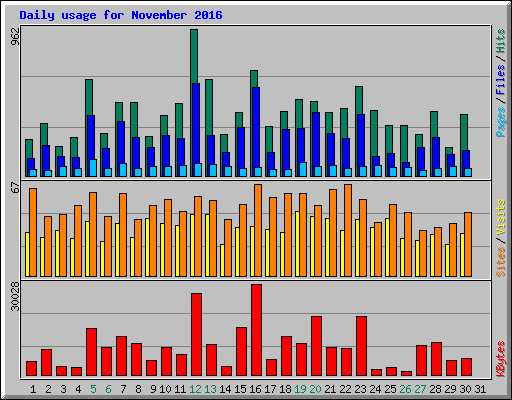 Daily usage for November 2016
962
Pages / Files / Hits
67
Sites / Visits
30028
KBytes
1 2 3 4 5 6 7 8 9 10 11 12 13 14 15 16 17 18 19 20 21 22 23 24 25 26 27 28 29 30 31